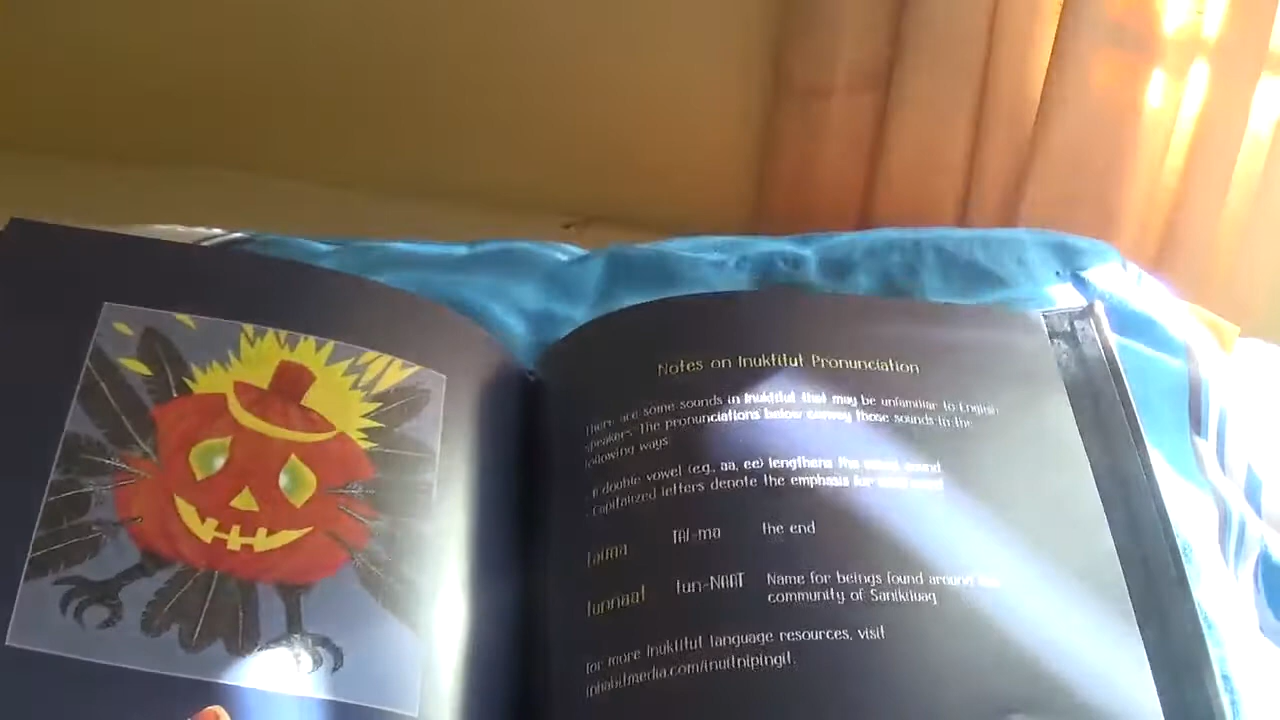 Notes on Inuktitut Pronunciation
There are some sounds in Inuktitut that may be unfamiliar to English
speakers. The pronunciations below convey those sounds in the
following ways
a double vowel (e.g., aa, ee) lengthens the vowel sound
Capitalized letters denote the emphasis for
taima TAI-ma the end
tunnaat tun-NAAT Name for beings found around
community of Sanikiluaq
for more Inuktitut language resources, visit
inhabitmedia.com/inuitnipingit.